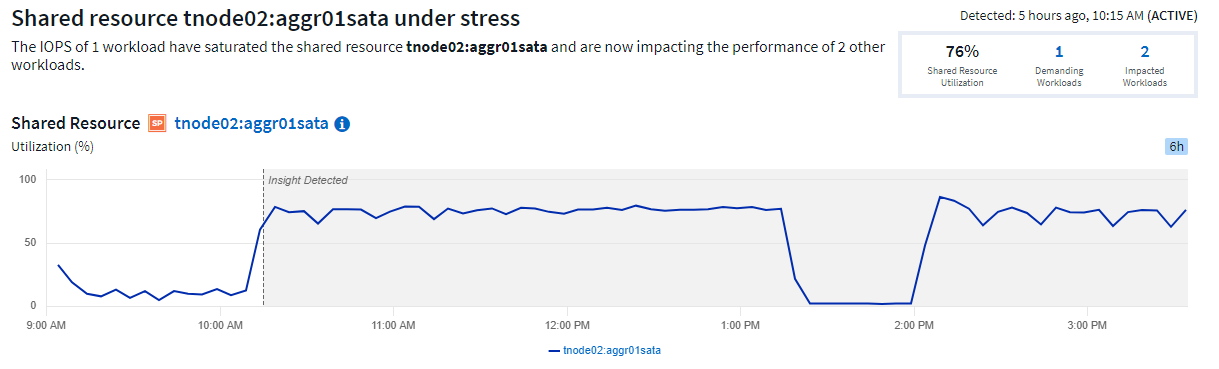 Shared resource tnode02:aggr01sata under stress
Detected: 5 hours ago, 10:15 AM (ACTIVE)
The IOPS of 1 workload have saturated the shared resource tnode02:aggr01sata and are now impacting the performance of 2 other
workloads.
76%
Shared Resource
Utilization
1
Demanding
Workloads
2
Impacted
Workloads
Shared Resource SP tnode02:aggr01sata i
Utilization (%)
6h
Insight Detected
100
50
0
9:00 AM
10:00 AM
11:00 AM
12:00 PM
1:00 PM
2:00 PM
3:00 PM
tnode02:aggr01sata